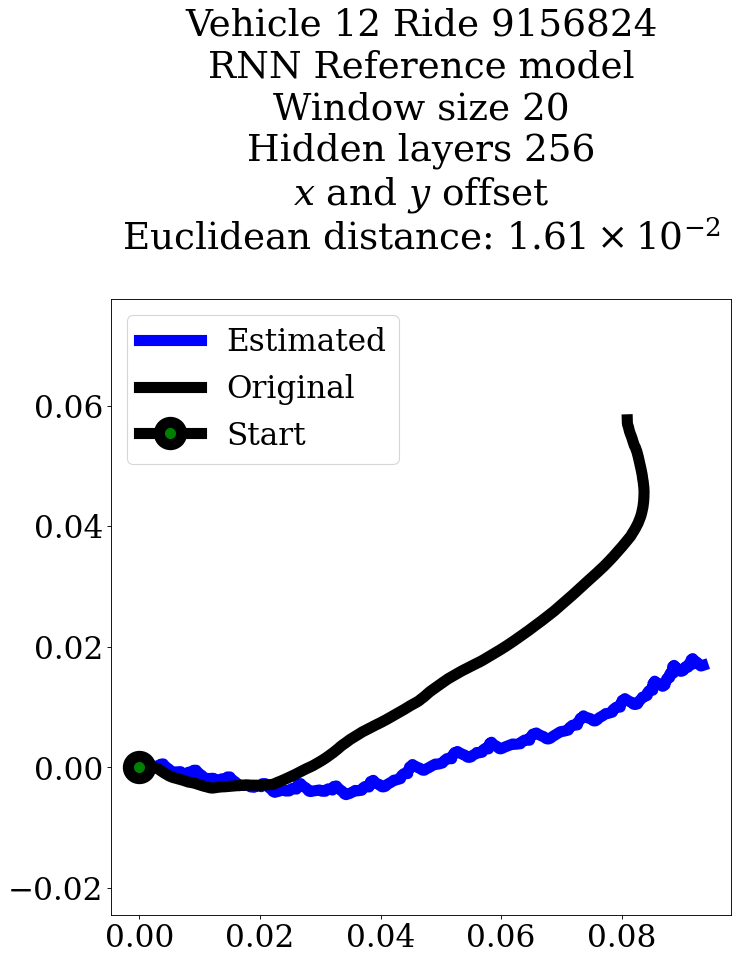 Vehicle 12 Ride 9156824
RNN Reference model
Window size 20
Hidden layers 256
x and y offset
Euclidean distance: 1.61 × 10⁻²
Estimated
Original
Start
0.06
0.04
0.02
0.00
−0.02
0.00 0.02 0.04 0.06 0.08